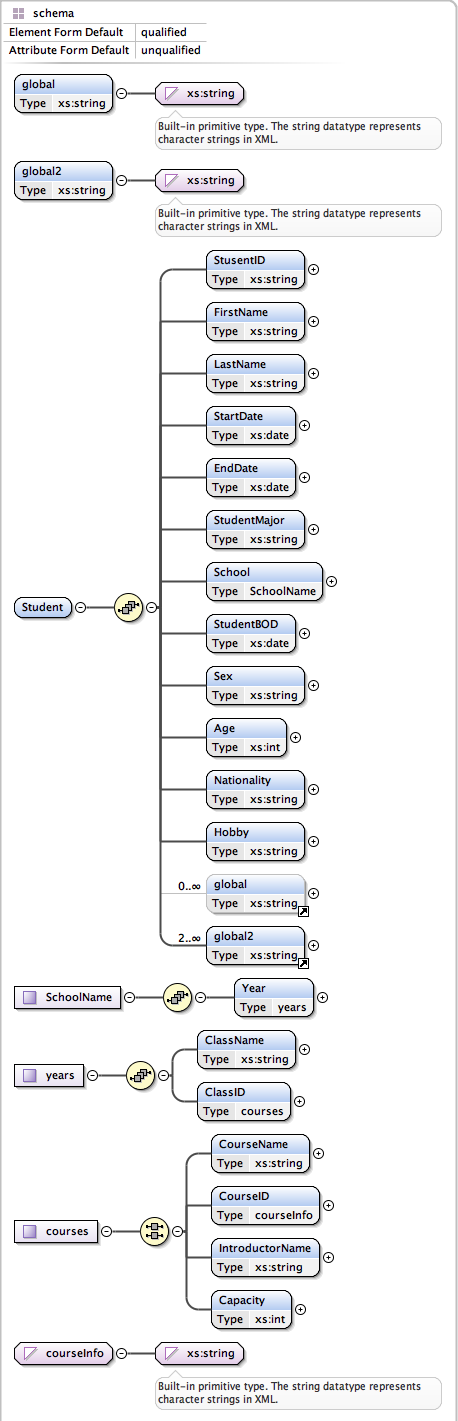 schema
Element Form Default qualified
Attribute Form Default unqualified
global
Type xs:string
xs:string
Built-in primitive type. The string datatype represents
character strings in XML.
global2
Type xs:string
xs:string
Built-in primitive type. The string datatype represents
character strings in XML.
StusentID
Type xs:string
FirstName
Type xs:string
LastName
Type xs:string
StartDate
Type xs:date
EndDate
Type xs:date
StudentMajor
Type xs:string
School
Type SchoolName
Student
StudentBOD
Type xs:date
Sex
Type xs:string
Age
Type xs:int
Nationality
Type xs:string
Hobby
Type xs:string
0..∞
global
Type xs:string
2..∞
global2
Type xs:string
SchoolName
Year
Type years
years
ClassName
Type xs:string
ClassID
Type courses
courses
CourseName
Type xs:string
CourseID
Type courseInfo
IntroductorName
Type xs:string
Capacity
Type xs:int
courseInfo
xs:string
Built-in primitive type. The string datatype represents
character strings in XML.